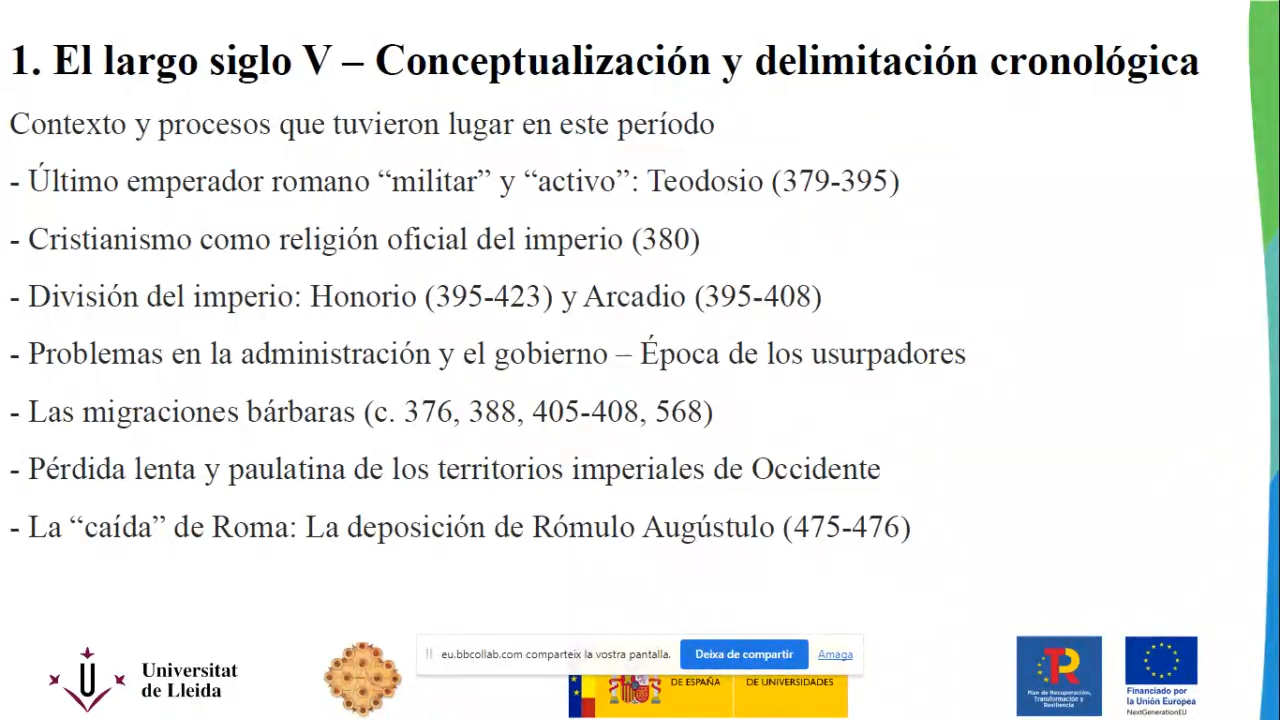 1. El largo siglo V – Conceptualización y delimitación cronológica
Contexto y procesos que tuvieron lugar en este período
- Último emperador romano “militar” y “activo”: Teodosio (379-395)
- Cristianismo como religión oficial del imperio (380)
- División del imperio: Honorio (395-423) y Arcadio (395-408)
- Problemas en la administración y el gobierno – Época de los usurpadores
- Las migraciones bárbaras (c. 376, 388, 405-408, 568)
- Pérdida lenta y paulatina de los territorios imperiales de Occidente
- La “caída” de Roma: La deposición de Rómulo Augústulo (475-476)
Universitat
de Lleida
eu.bbcollab.com comparteix la vostra pantalla.
Deixa de compartir
Amaga
DE ESPAÑA
DE UNIVERSIDADES
Plan de Recuperación,
Transformación y
Resiliencia
Financiado por
la Unión Europea
NextGenerationEU